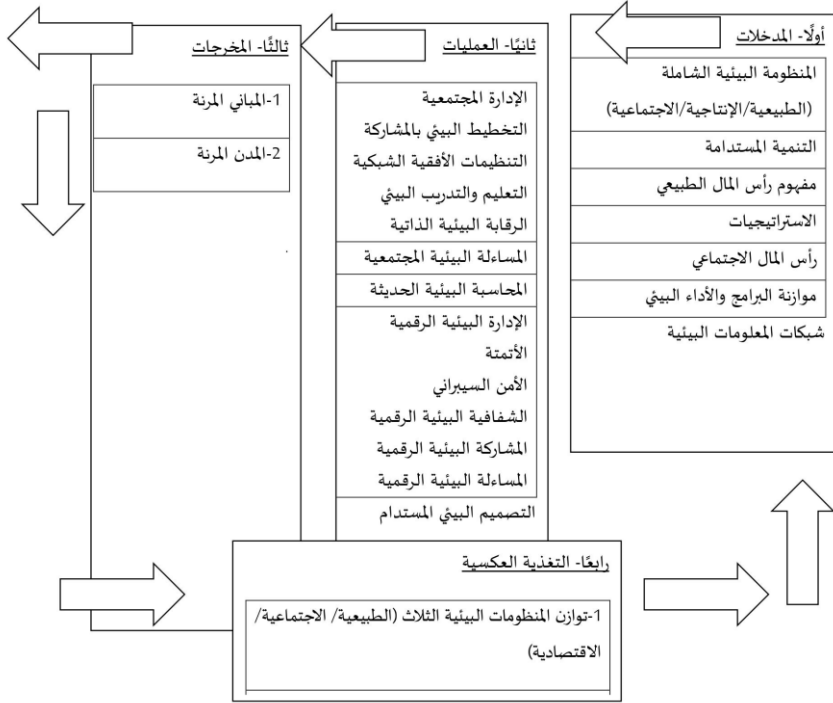 أولًا- المدخلات
المنظومة البيئية الشاملة
(الطبيعية/الإنتاجية/الاجتماعية)
التنمية المستدامة
مفهوم رأس المال الطبيعي
الاستراتيجيات
رأس المال الاجتماعي
موازنة البرامج والأداء البيئي
شبكات المعلومات البيئية
ثانيًا- العمليات
الإدارة المجتمعية
التخطيط البيئي بالمشاركة
التنظيمات الأفقية الشبكية
التعليم والتدريب البيئي
الرقابة البيئية الذاتية
المساءلة البيئية المجتمعية
المحاسبة البيئية الحديثة
الإدارة البيئية الرقمية
الأتمتة
الأمن السيبراني
الشفافية البيئية الرقمية
المشاركة البيئية الرقمية
المساءلة البيئية الرقمية
التصميم البيئي المستدام
ثالثًا- المخرجات
1-المباني المرنة
2-المدن المرنة
رابعًا- التغذية العكسية
1-توازن المنظومات البيئية الثلاث (الطبيعية/ الاجتماعية/
الاقتصادية)